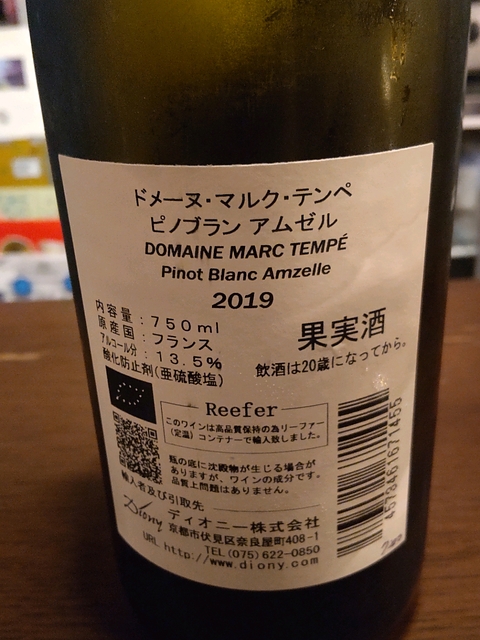 ドメーヌ・マルク・テンペ
ピノブラン アムゼル
DOMAINE MARC TEMPÉ
Pinot Blanc Amzelle
2019
内容量：750ml
原産国：フランス
アルコール分：13.5%
酸化防止剤(亜硫酸塩)
果実酒
飲酒は20歳になってから。
Reefer
このワインは高品質保持の為リーファー
(定温)コンテナーで輸入致しました。
瓶の底に沈殿物が生じる場合が
ありますが、ワインの成分です。
品質上問題はありません。
輸入者及び引取先
Diony ディオニー株式会社
京都市伏見区奈良屋町408-1
TEL(075)622-0850
URL http://www.diony.com